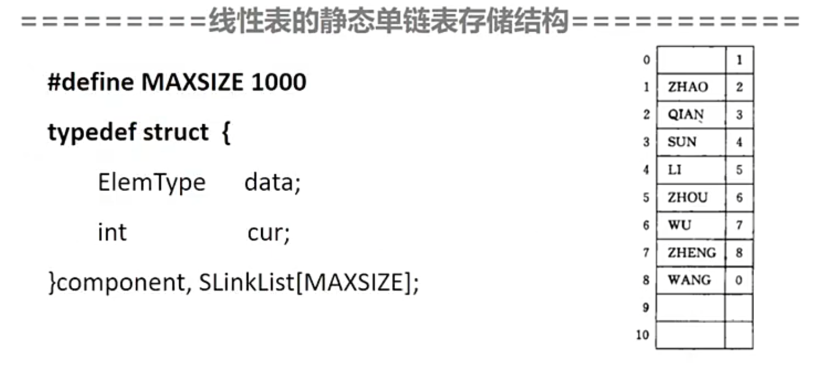 =========线性表的静态单链表存储结构============
#define MAXSIZE 1000
typedef struct {
ElemType data;
int cur;
}component, SLinkList[MAXSIZE];
0 1
1 ZHAO 2
2 QIAN 3
3 SUN 4
4 LI 5
5 ZHOU 6
6 WU 7
7 ZHENG 8
8 WANG 0
9
10